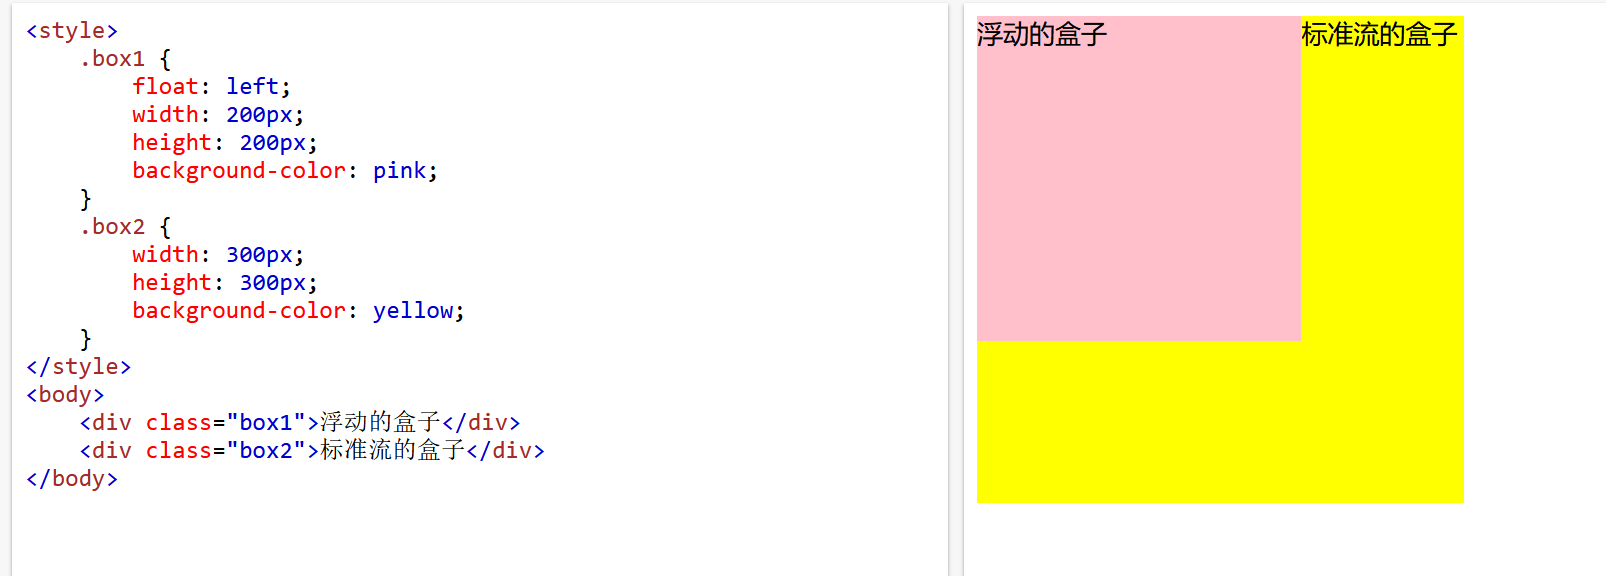 <style>
    .box1 {
        float: left;
        width: 200px;
        height: 200px;
        background-color: pink;
    }
    .box2 {
        width: 300px;
        height: 300px;
        background-color: yellow;
    }
</style>
<body>
    <div class="box1">浮动的盒子</div>
    <div class="box2">标准流的盒子</div>
</body>
浮动的盒子
标准流的盒子